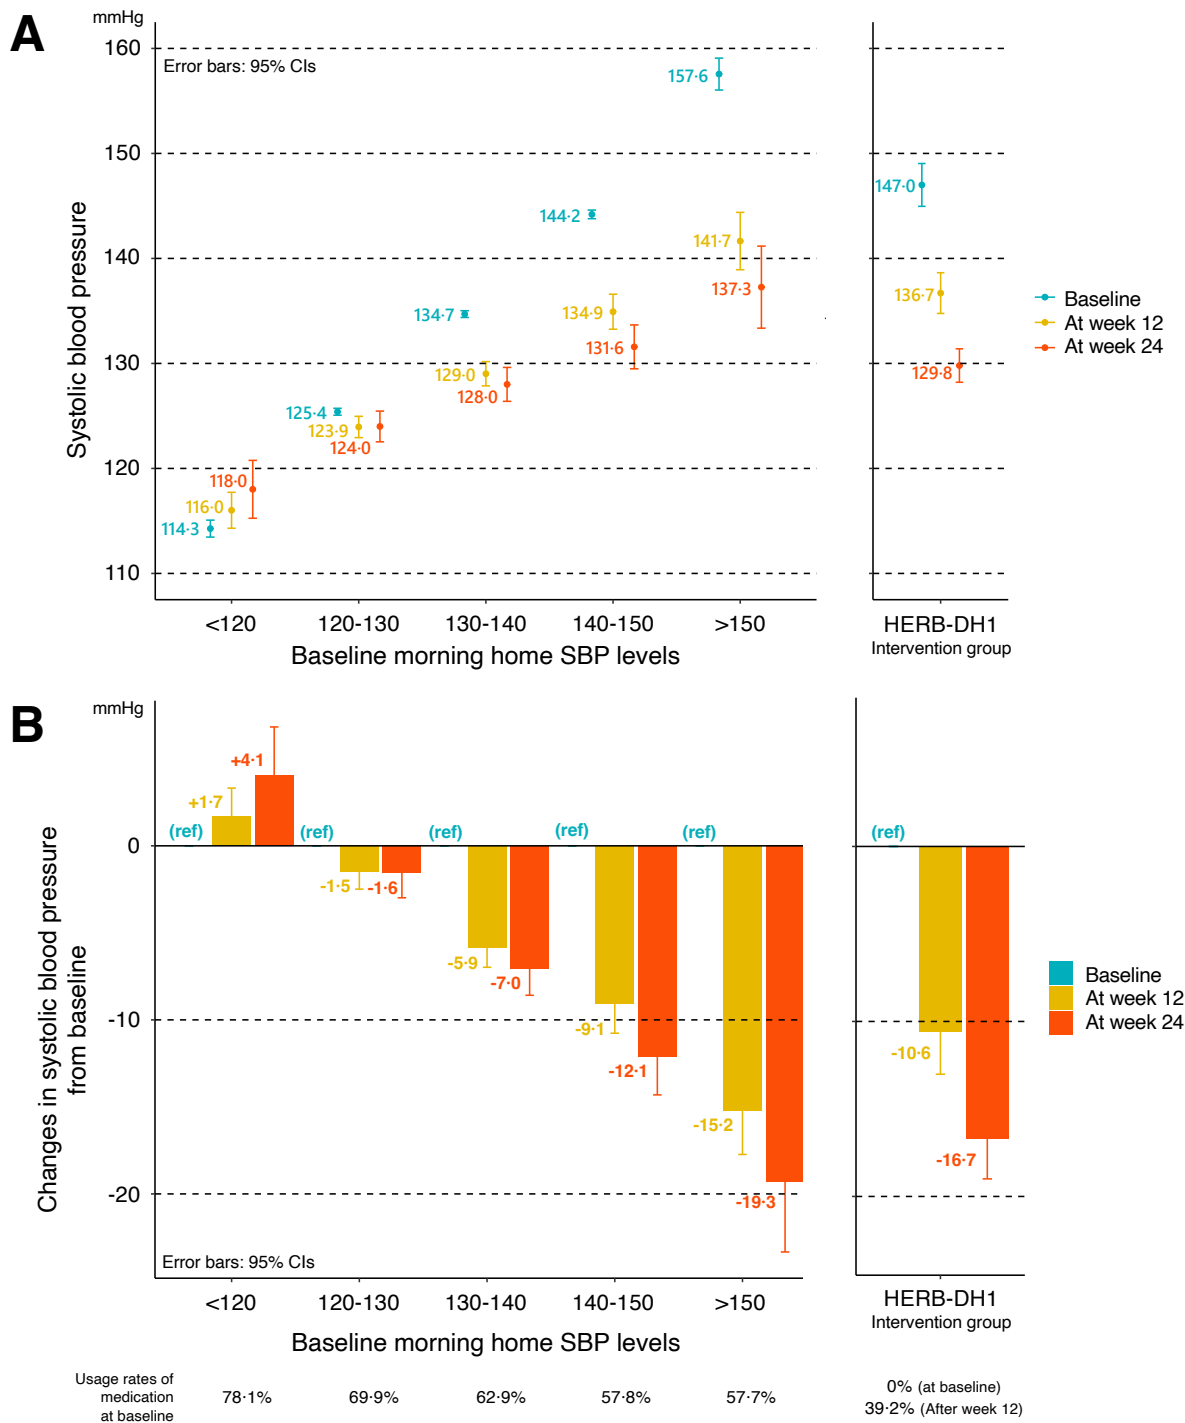 A
mmHg
Error bars: 95% CIs
160
150
140
130
120
110
Systolic blood pressure
114·3
116·0
118·0
125·4
123·9
124·0
134·7
129·0
128·0
144·2
134·9
131·6
157·6
141·7
137·3
147·0
136·7
129·8
<120
120-130
130-140
140-150
>150
Baseline morning home SBP levels
HERB-DH1
Intervention group
Baseline
At week 12
At week 24
B
mmHg
0
-10
-20
Changes in systolic blood pressure
from baseline
(ref)
+1·7
+4·1
(ref)
-1·5
-1·6
(ref)
-5·9
-7·0
(ref)
-9·1
-12·1
(ref)
-15·2
-19·3
(ref)
-10·6
-16·7
Error bars: 95% CIs
<120
120-130
130-140
140-150
>150
Baseline morning home SBP levels
HERB-DH1
Intervention group
Baseline
At week 12
At week 24
Usage rates of
medication
at baseline
78·1%
69·9%
62·9%
57·8%
57·7%
0% (at baseline)
39·2% (After week 12)